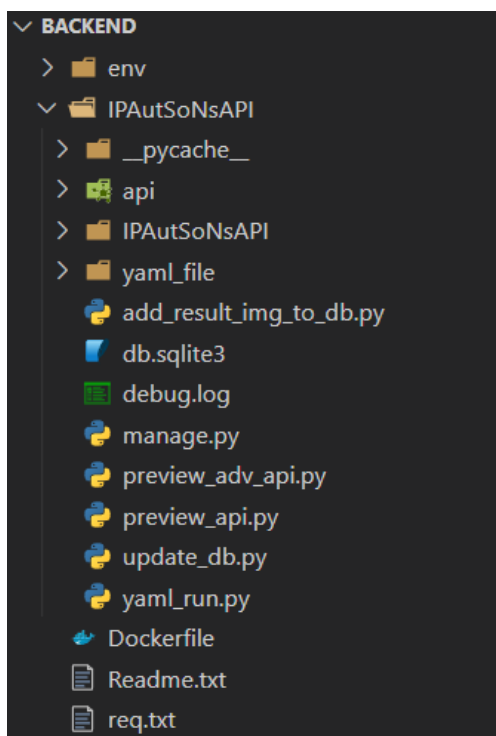 BACKEND
env
IPAutSoNsAPI
__pycache__
api
IPAutSoNsAPI
yaml_file
add_result_img_to_db.py
db.sqlite3
debug.log
manage.py
preview_adv_api.py
preview_api.py
update_db.py
yaml_run.py
Dockerfile
Readme.txt
req.txt